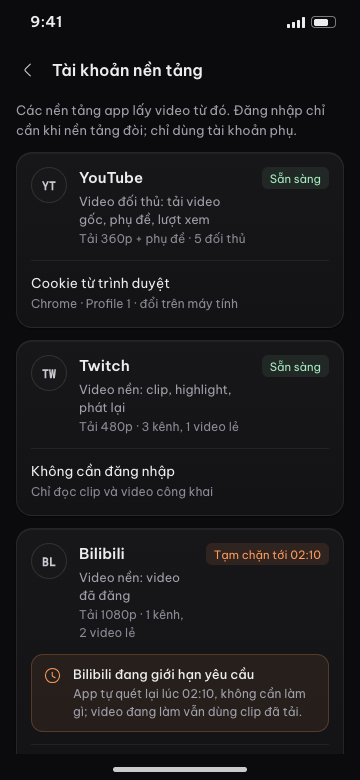 9:41
Tài khoản nền tảng
Các nền tảng app lấy video từ đó. Đăng nhập chỉ
cần khi nền tảng đòi; chỉ dùng tài khoản phụ.
YT
YouTube
Sẵn sàng
Video đối thủ: tải video
gốc, phụ đề, lượt xem
Tải 360p + phụ đề · 5 đối thủ
Cookie từ trình duyệt
Chrome · Profile 1 · đổi trên máy tính
TW
Twitch
Sẵn sàng
Video nền: clip, highlight,
phát lại
Tải 480p · 3 kênh, 1 video lẻ
Không cần đăng nhập
Chỉ đọc clip và video công khai
BL
Bilibili
Tạm chặn tới 02:10
Video nền: video
đã đăng
Tải 1080p · 1 kênh,
2 video lẻ
Bilibili đang giới hạn yêu cầu
App tự quét lại lúc 02:10, không cần làm
gì; video đang làm vẫn dùng clip đã tải.